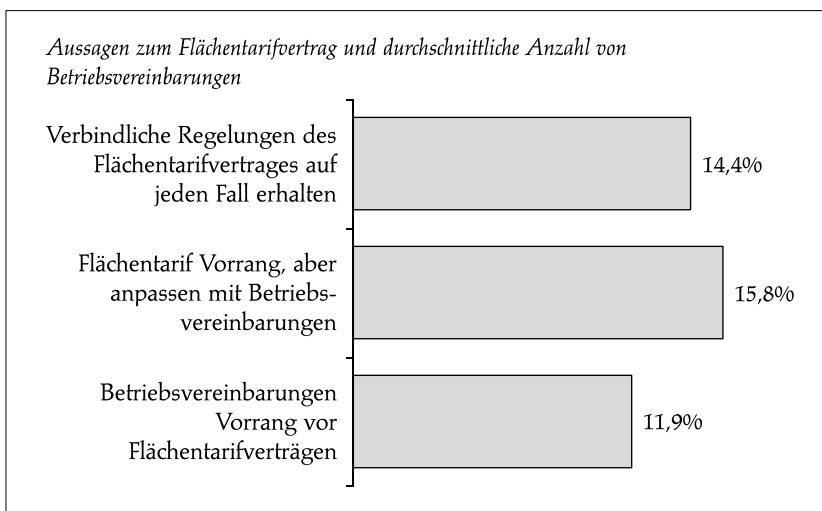 Aussagen zum Flächentarifvertrag und durchschnittliche Anzahl von
Betriebsvereinbarungen
Verbindliche Regelungen des
Flächentarifvertrages auf
jeden Fall erhalten
14,4%
Flächentarif Vorrang, aber
anpassen mit Betriebs-
vereinbarungen
15,8%
Betriebsvereinbarungen
Vorrang vor
Flächentarifverträgen
11,9%